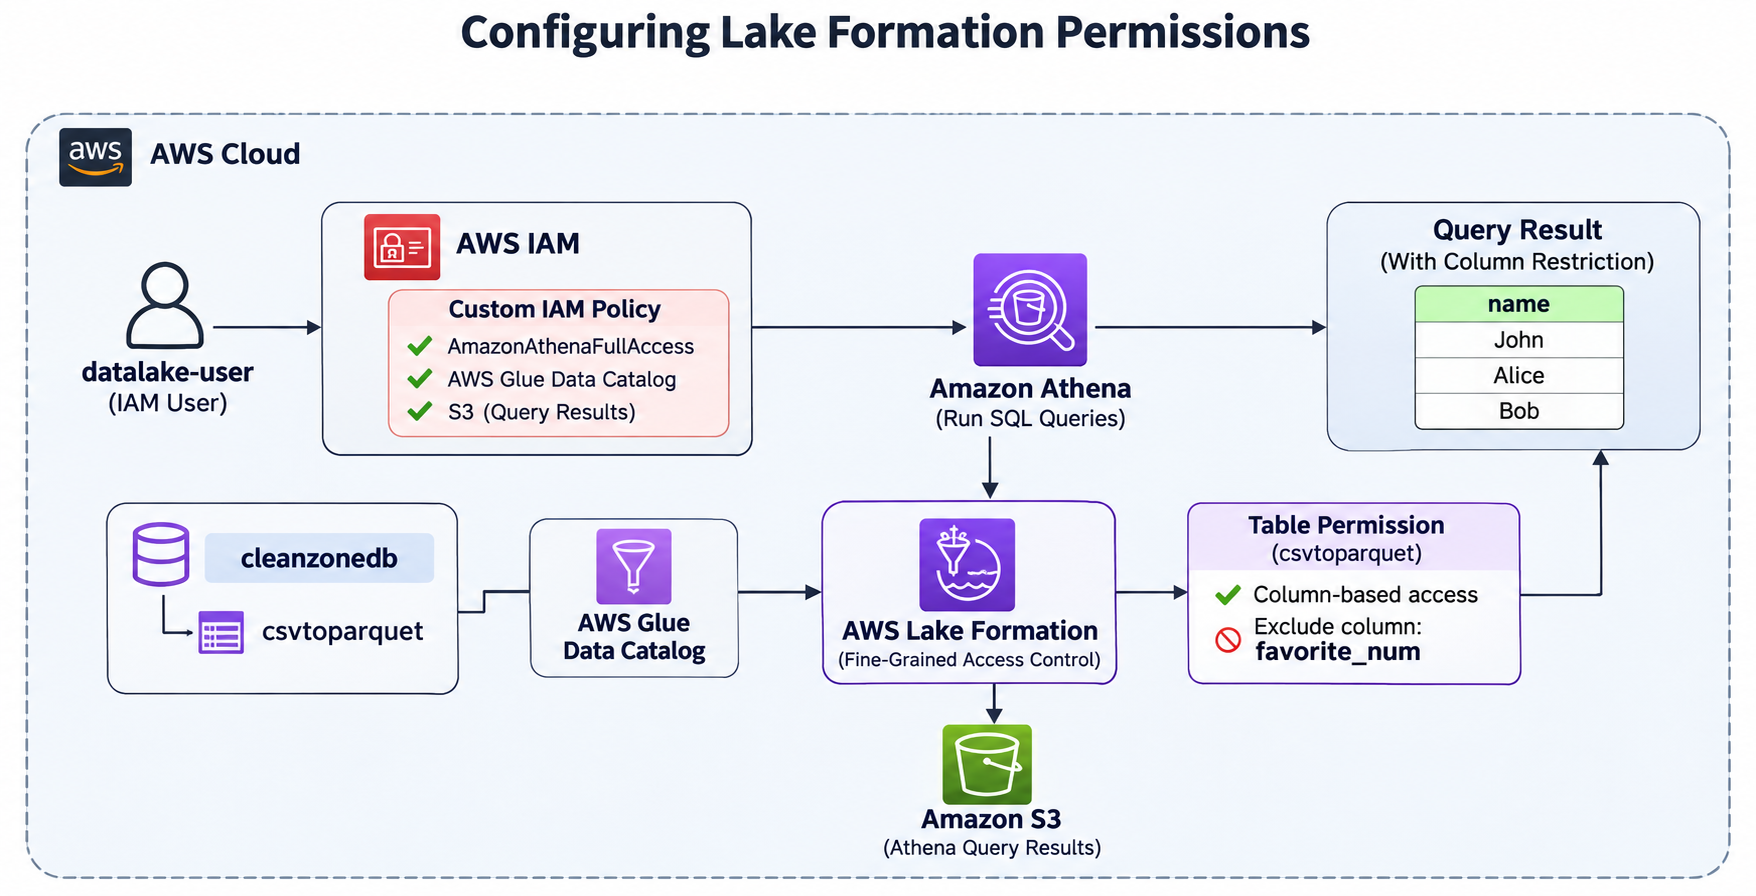 Configuring Lake Formation Permissions
aws
AWS Cloud
datalake-user
(IAM User)
AWS IAM
Custom IAM Policy
AmazonAthenaFullAccess
AWS Glue Data Catalog
S3 (Query Results)
Amazon Athena
(Run SQL Queries)
Query Result
(With Column Restriction)
name
John
Alice
Bob
cleanzonedb
csvtoparquet
AWS Glue
Data Catalog
AWS Lake Formation
(Fine-Grained Access Control)
Table Permission
(csvtoparquet)
Column-based access
Exclude column:
favorite_num
Amazon S3
(Athena Query Results)